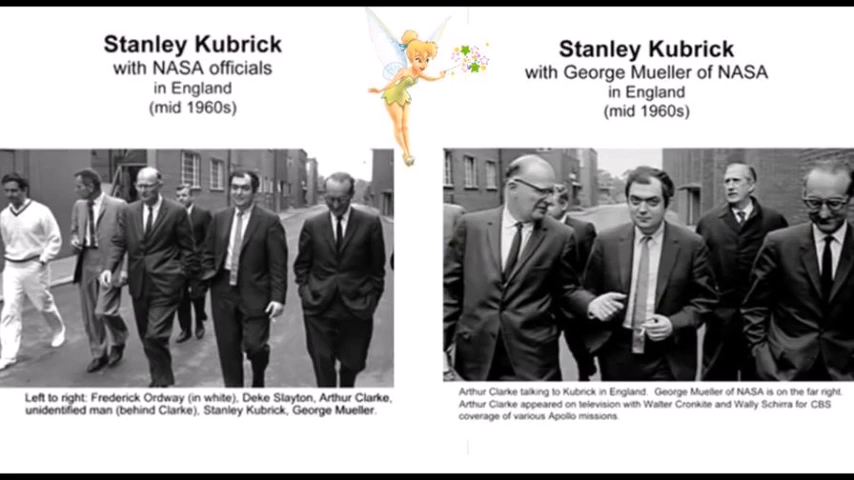 Stanley Kubrick
with NASA officials
in England
(mid 1960s)
Left to right: Frederick Ordway (in white), Deke Slayton, Arthur Clarke,
unidentified man (behind Clarke), Stanley Kubrick, George Mueller.
Stanley Kubrick
with George Mueller of NASA
in England
(mid 1960s)
Arthur Clarke talking to Kubrick in England. George Mueller of NASA is on the far right.
Arthur Clarke appeared on television with Walter Cronkite and Wally Schirra for CBS
coverage of various Apollo missions.